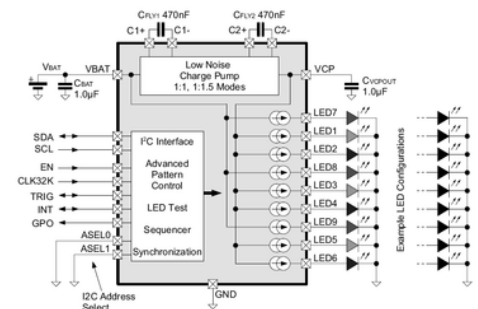 CFLY1 470nF
CFLY2 470nF
C1+ C1-
C2+ C2-
VBAT
VBAT
CBAT
1.0μF
Low Noise
Charge Pump
1:1, 1:1.5 Modes
VCP
CVCPOUT
1.0μF
SDA
SCL
EN
CLK32K
TRIG
INT
GPO
ASEL0
ASEL1
I²C Interface
Advanced
Pattern
Control
LED Test
Sequencer
Synchronization
LED7
LED1
LED2
LED8
LED3
LED4
LED9
LED5
LED6
Example LED Configurations
GND
I2C Address
Select